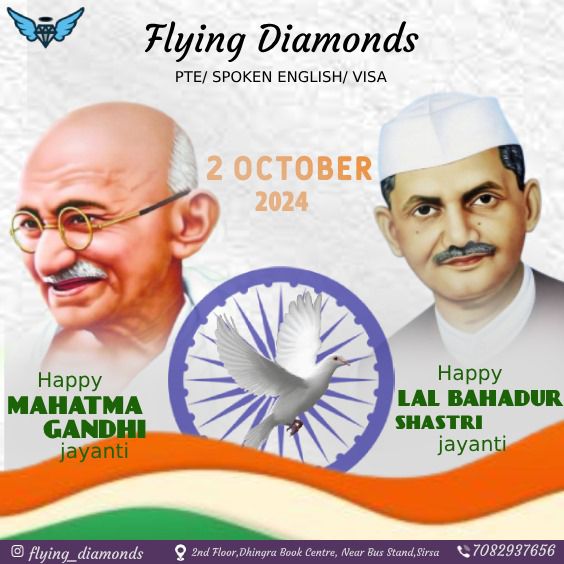 Flying Diamonds
PTE/ SPOKEN ENGLISH/ VISA
2 OCTOBER
2024
Happy
MAHATMA
GANDHI
jayanti
Happy
LAL BAHADUR
SHASTRI
jayanti
flying_diamonds
2nd Floor,Dhingra Book Centre, Near Bus Stand,Sirsa
7082937656